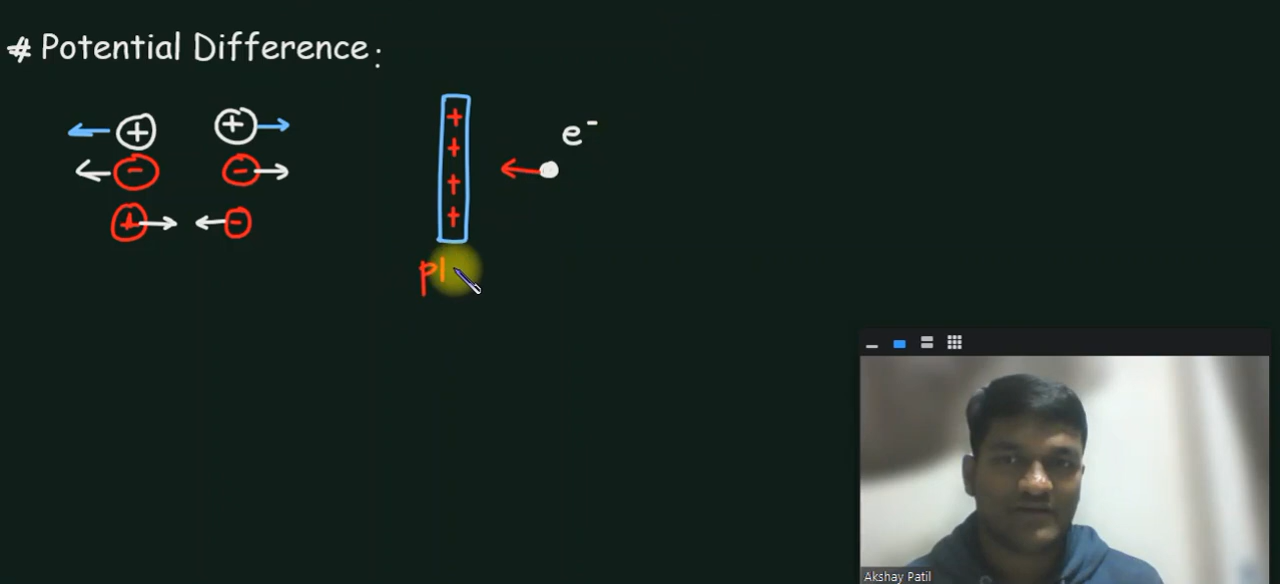 # Potential Difference:
+ +
- -
+ -
+
+
+
+
e⁻
pl
Akshay Patil